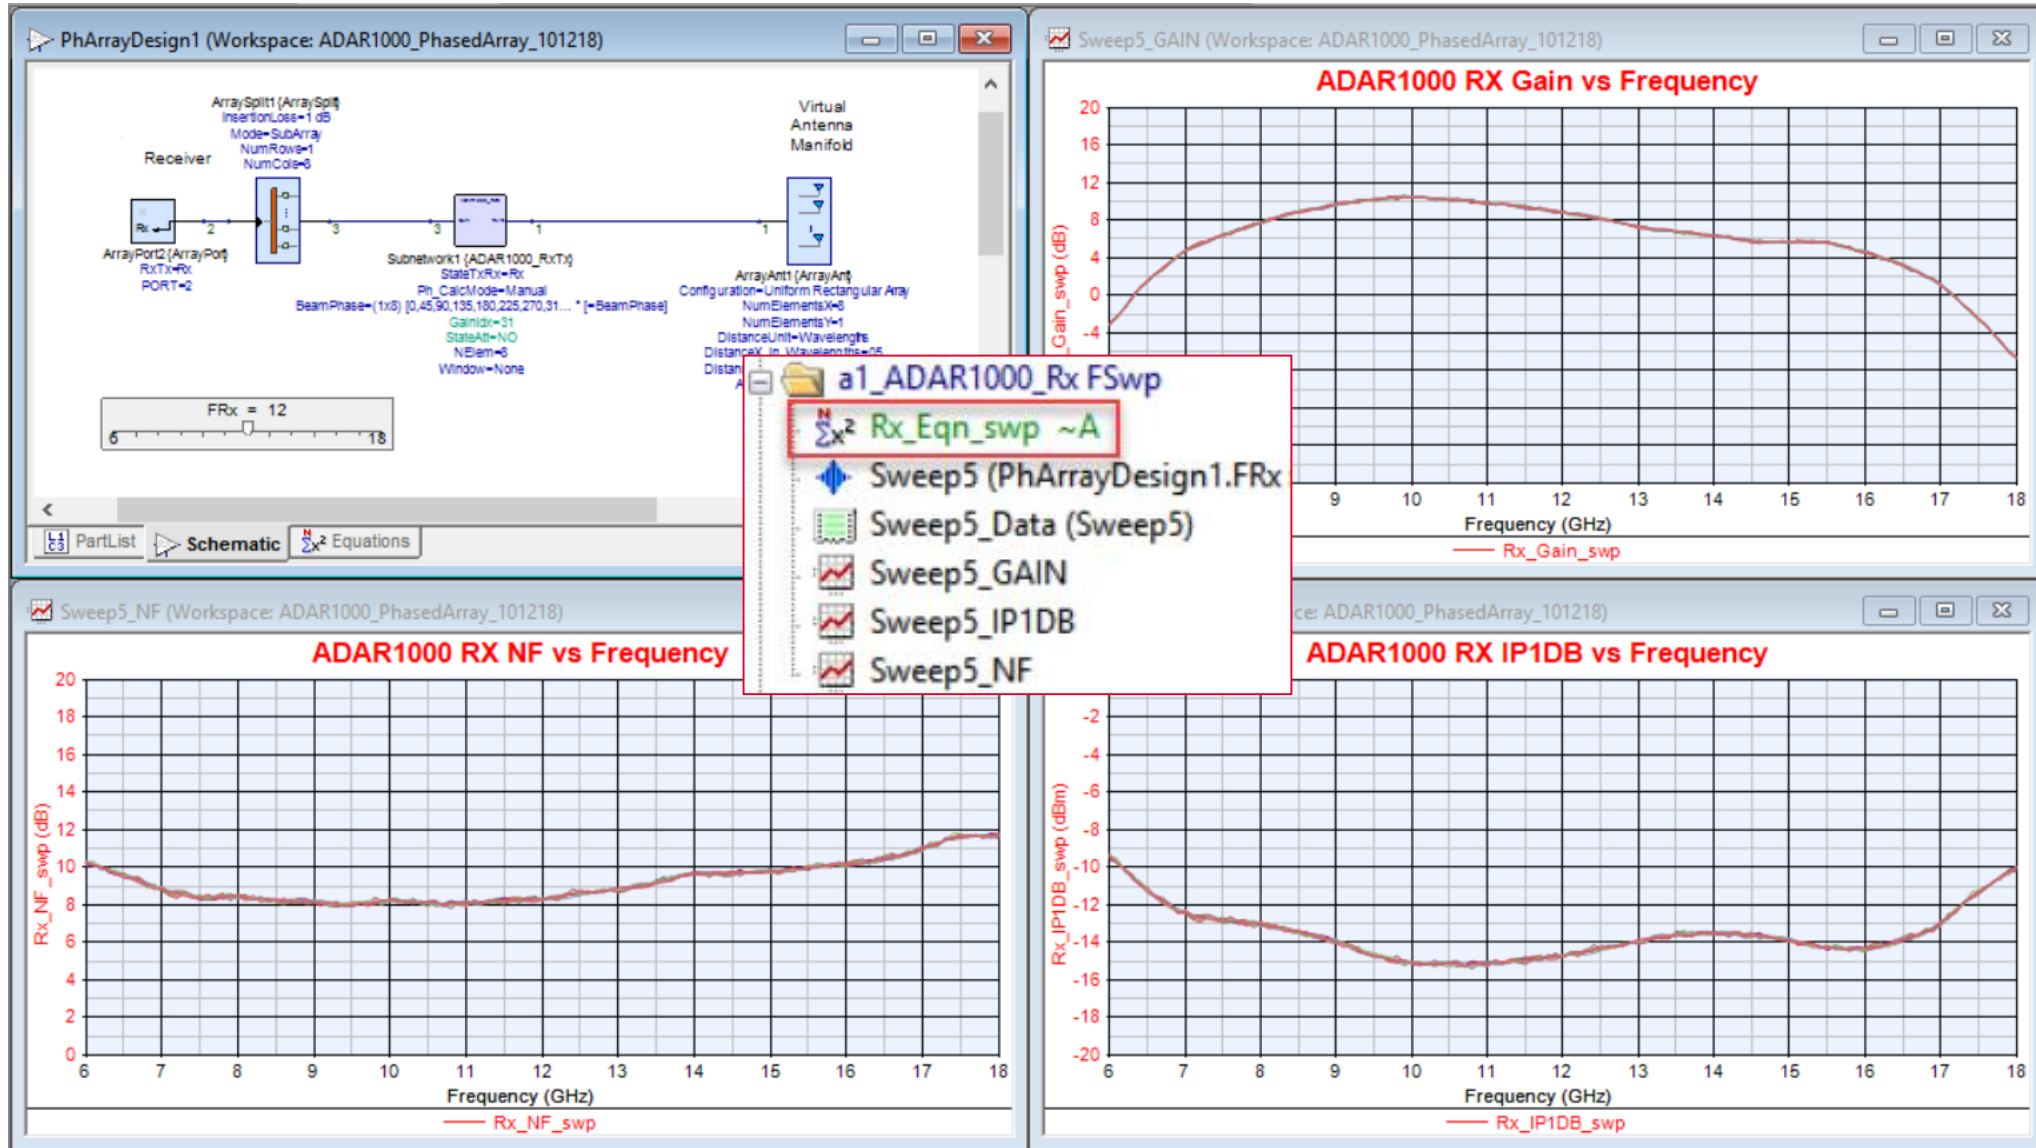 PhArrayDesign1 (Workspace: ADAR1000_PhasedArray_101218)
ArraySplit1 {ArraySplit}
InsertionLoss=1 dB
Mode=SubArray
NumRows=1
NumCols=8
Receiver
Virtual
Antenna
Manifold
Rx
2
3
3
1
1
ArrayPort2 {ArrayPort}
RxTx=Rx
PORT=2
Subnetwork1 {ADAR1000_RxTx}
StateTxRx=Rx
Ph_CalcMode=Manual
BeamPhase=(1x8) [0,45,90,135,180,225,270,31... * [=BeamPhase]
GainIdx=31
StateAtt=NO
NElem=8
Window=None
ArrayAnt1 {ArrayAnt}
Configuration=Uniform Rectangular Array
NumElementsX=8
NumElementsY=1
DistanceUnit=Wavelengths
DistanceX_in_Wavelengths=05
Distan
A
FRx = 12
6 18
PartList
Schematic
Equations
a1_ADAR1000_Rx FSwp
Rx_Eqn_swp ~A
Sweep5 (PhArrayDesign1.FRx
Sweep5_Data (Sweep5)
Sweep5_GAIN
Sweep5_IP1DB
Sweep5_NF
Sweep5_GAIN (Workspace: ADAR1000_PhasedArray_101218)
ADAR1000 RX Gain vs Frequency
20
16
12
8
4
0
-4
_Gain_swp (dB)
9 10 11 12 13 14 15 16 17 18
Frequency (GHz)
Rx_Gain_swp
Sweep5_NF (Workspace: ADAR1000_PhasedArray_101218)
ADAR1000 RX NF vs Frequency
20
18
16
14
12
10
8
6
4
2
0
Rx_NF_swp (dB)
6 7 8 9 10 11 12 13 14 15 16 17 18
Frequency (GHz)
Rx_NF_swp
ce: ADAR1000_PhasedArray_101218)
ADAR1000 RX IP1DB vs Frequency
-2
-4
-6
-8
-10
-12
-14
-16
-18
-20
Rx_IP1DB_swp (dBm)
6 7 8 9 10 11 12 13 14 15 16 17 18
Frequency (GHz)
Rx_IP1DB_swp